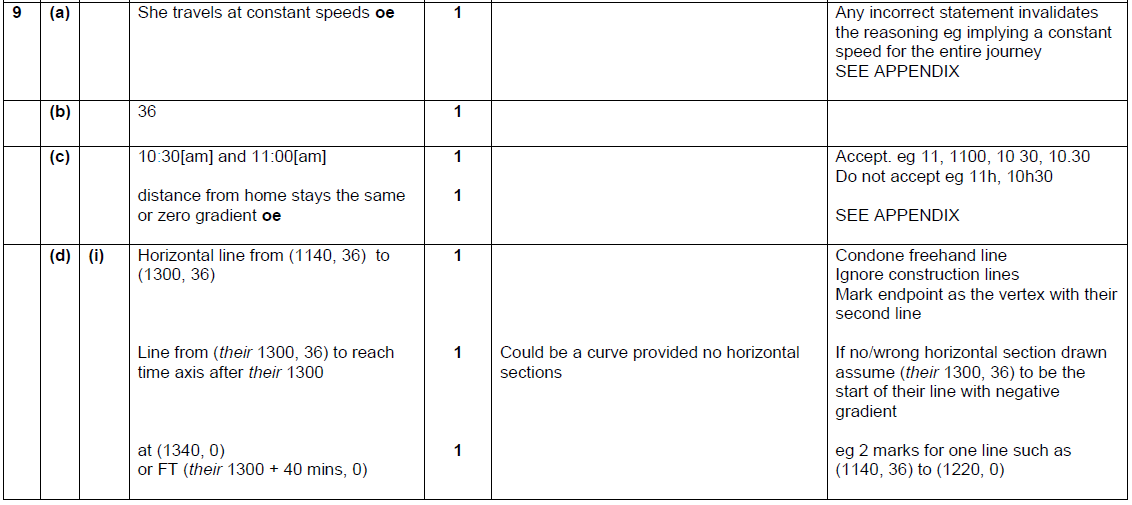 9 (a) She travels at constant speeds oe 1 Any incorrect statement invalidates
the reasoning eg implying a constant
speed for the entire journey
SEE APPENDIX
(b) 36 1
(c) 10:30[am] and 11:00[am] 1 Accept. eg 11, 1100, 10 30, 10.30
Do not accept eg 11h, 10h30
distance from home stays the same 1
or zero gradient oe SEE APPENDIX
(d) (i) Horizontal line from (1140, 36) to 1 Condone freehand line
(1300, 36) Ignore construction lines
Mark endpoint as the vertex with their
second line
Line from (their 1300, 36) to reach 1 Could be a curve provided no horizontal If no/wrong horizontal section drawn
time axis after their 1300 sections assume (their 1300, 36) to be the
start of their line with negative
gradient
at (1340, 0) 1 eg 2 marks for one line such as
or FT (their 1300 + 40 mins, 0) (1140, 36) to (1220, 0)